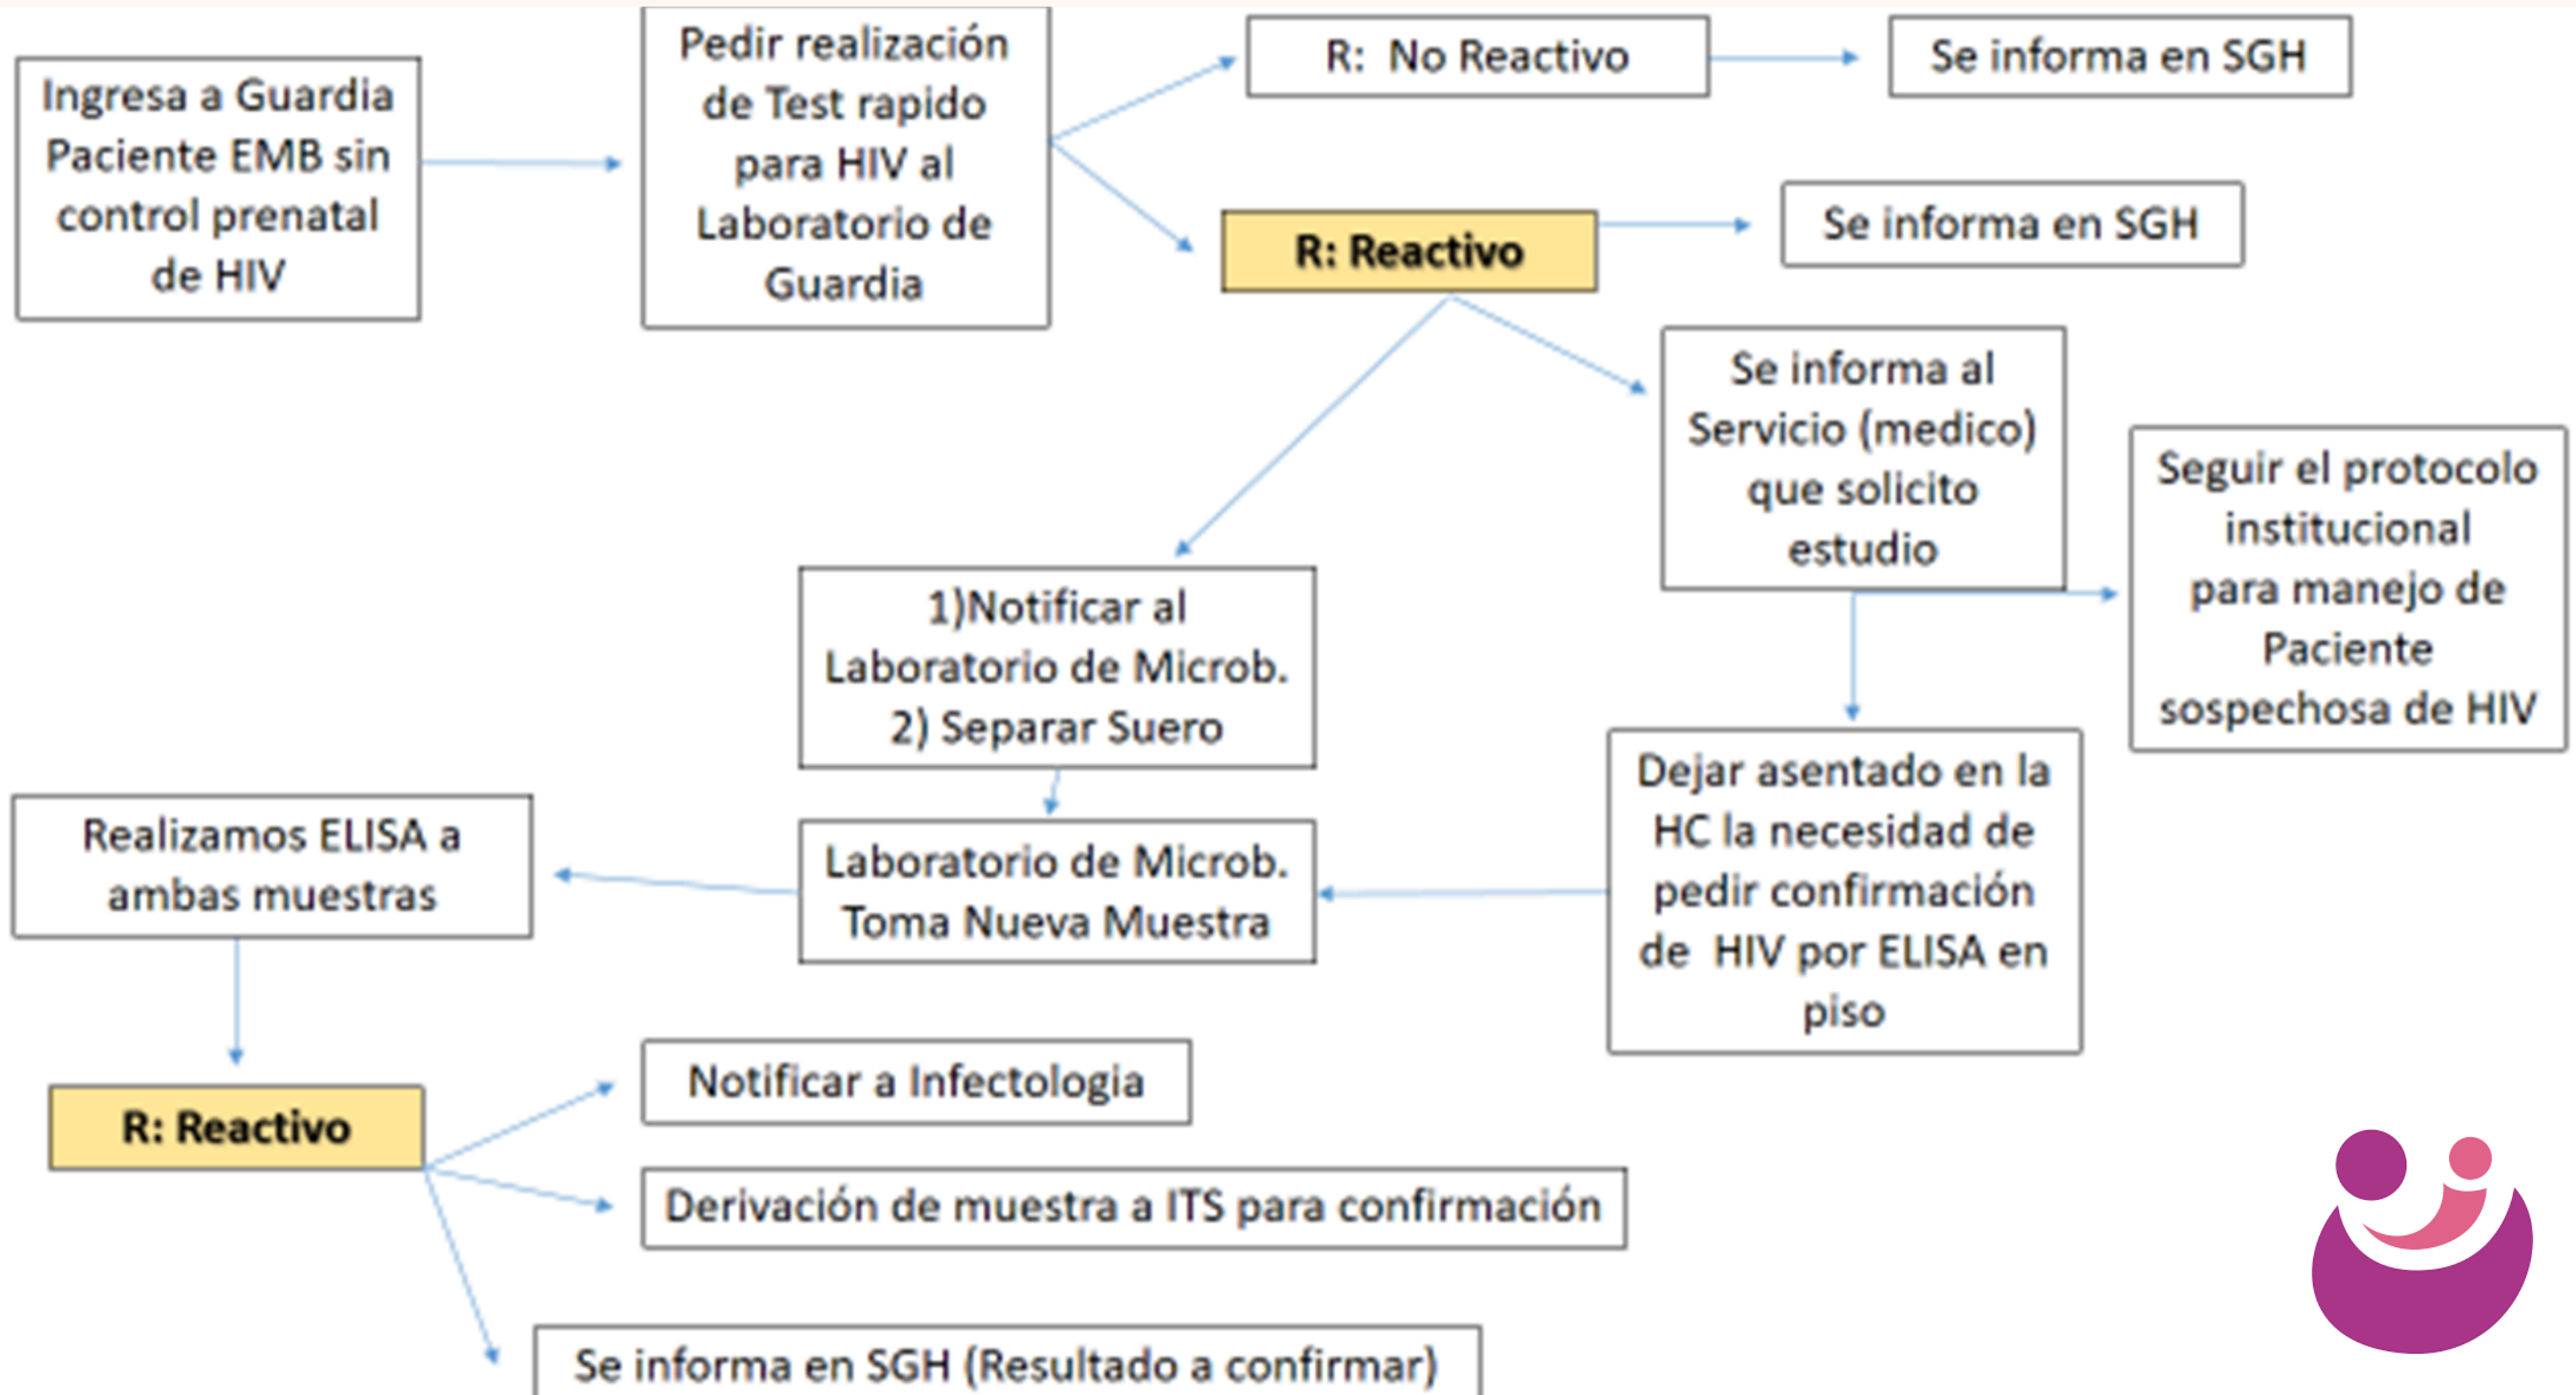 Ingresa a Guardia
Paciente EMB sin
control prenatal
de HIV
Pedir realización
de Test rapido
para HIV al
Laboratorio de
Guardia
R: No Reactivo
Se informa en SGH
R: Reactivo
Se informa en SGH
Se informa al
Servicio (medico)
que solicito
estudio
Seguir el protocolo
institucional
para manejo de
Paciente
sospechosa de HIV
1)Notificar al
Laboratorio de Microb.
2) Separar Suero
Dejar asentado en la
HC la necesidad de
pedir confirmación
de HIV por ELISA en
piso
Laboratorio de Microb.
Toma Nueva Muestra
Realizamos ELISA a
ambas muestras
R: Reactivo
Notificar a Infectologia
Derivación de muestra a ITS para confirmación
Se informa en SGH (Resultado a confirmar)